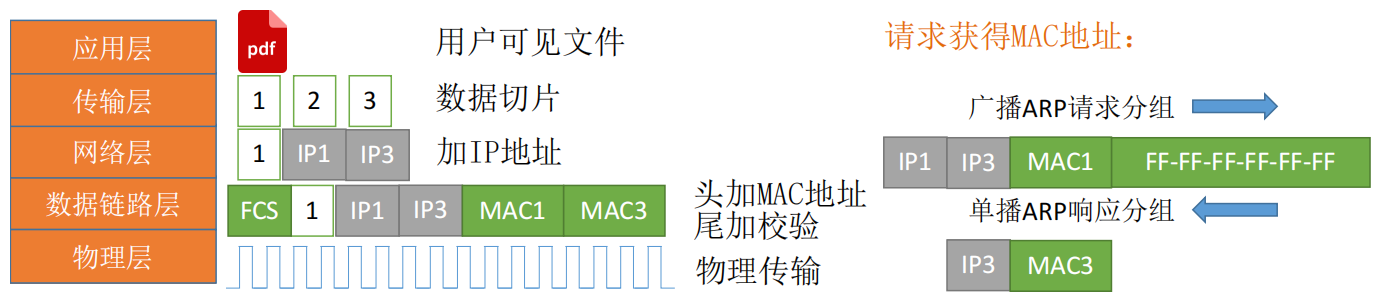 应用层
pdf
用户可见文件
传输层
1 2 3
数据切片
网络层
1 IP1 IP3
加IP地址
数据链路层
FCS 1 IP1 IP3 MAC1 MAC3
头加MAC地址
尾加校验
物理层
物理传输
请求获得MAC地址：
广播ARP请求分组
IP1 IP3 MAC1 FF-FF-FF-FF-FF-FF
单播ARP响应分组
IP3 MAC3